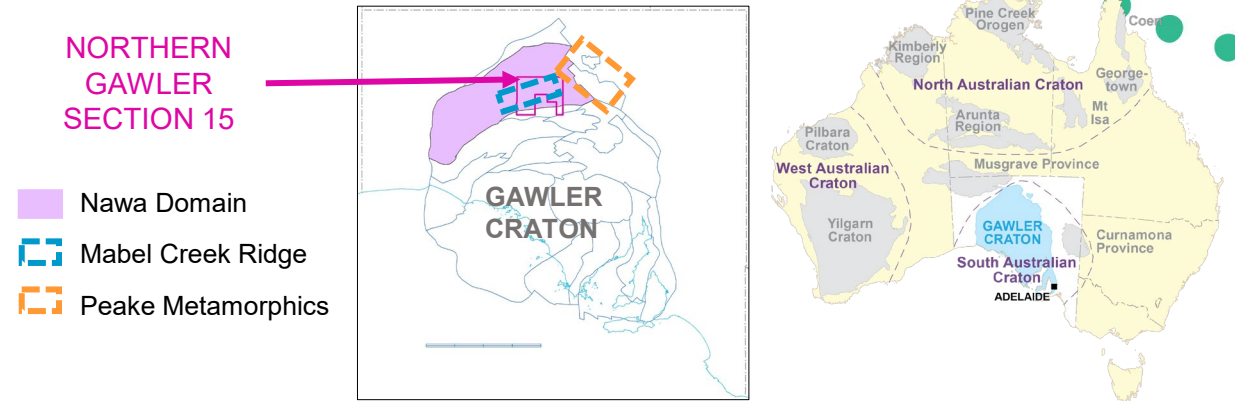 NORTHERN
GAWLER
SECTION 15
Nawa Domain
Mabel Creek Ridge
Peake Metamorphics
GAWLER
CRATON
Pine Creek
Orogen
Coen
Kimberly
Region
North Australian Craton
George-
town
Mt
Isa
Arunta
Region
Pilbara
Craton
Musgrave Province
West Australian
Craton
Yilgarn
Craton
GAWLER
CRATON
Curnamona
Province
South Australian
Craton
ADELAIDE